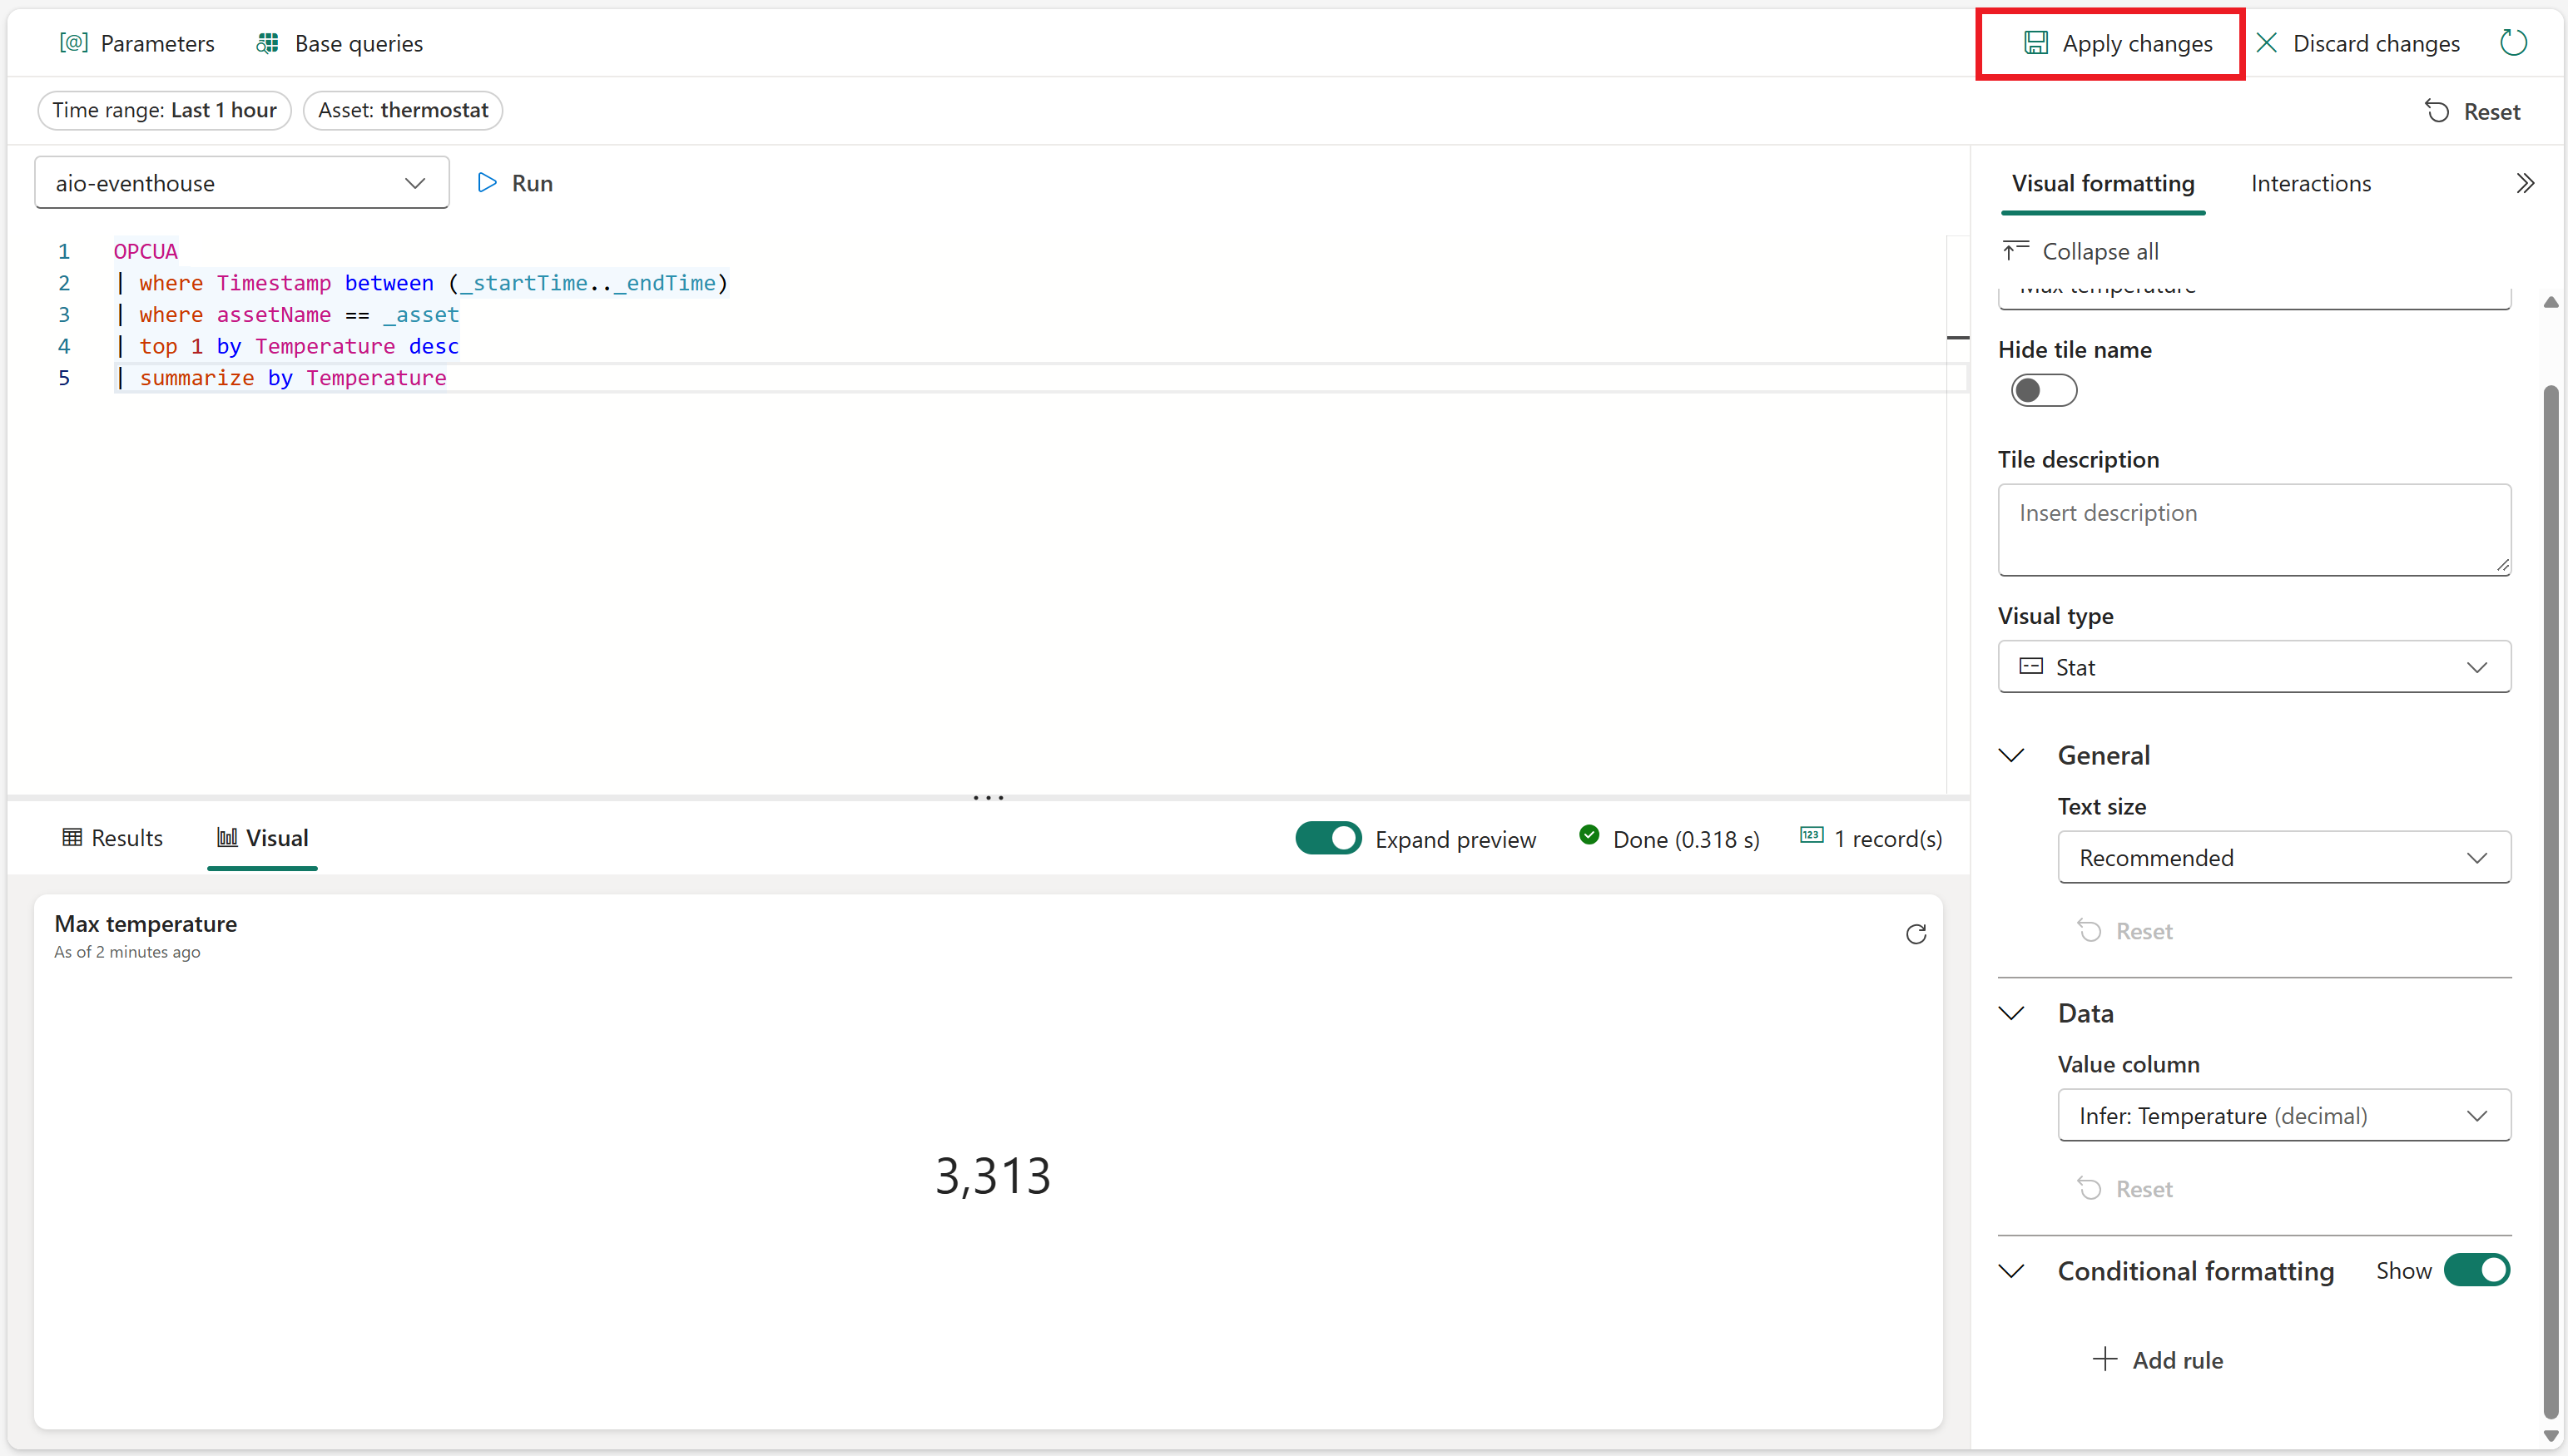 [@] Parameters Base queries Apply changes Discard changes
Time range: Last 1 hour Asset: thermostat Reset
aio-eventhouse Run
1 OPCUA
2 | where Timestamp between (_startTime.._endTime)
3 | where assetName == _asset
4 | top 1 by Temperature desc
5 | summarize by Temperature
Visual formatting Interactions
Collapse all
Max temperature
Hide tile name
Tile description
Insert description
Visual type
Stat
General
Text size
Recommended
Reset
Data
Value column
Infer: Temperature (decimal)
Reset
Conditional formatting Show
Add rule
Results Visual Expand preview Done (0.318 s) 123 1 record(s)
Max temperature
As of 2 minutes ago
3,313